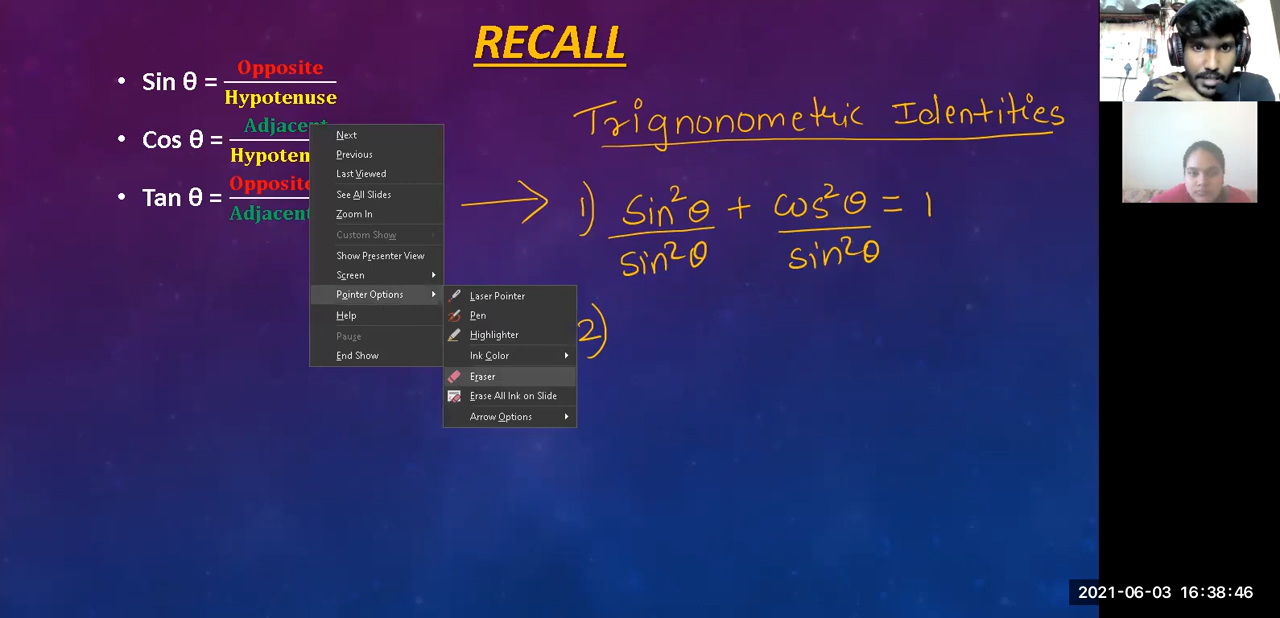 RECALL
• Sin θ = Opposite
Hypotenuse
• Cos θ = Adjacent
Hypoten
• Tan θ = Opposite
Adjacent
Next
Previous
Last Viewed
See All Slides
Zoom In
Custom Show
Show Presenter View
Screen
Pointer Options
Help
Pause
End Show
Laser Pointer
Pen
Highlighter
Ink Color
Eraser
Erase All Ink on Slide
Arrow Options
Trignonometric Identities
→ 1) Sin²θ + cos²θ = 1
sin²θ sin²θ
2)
2021-06-03 16:38:46